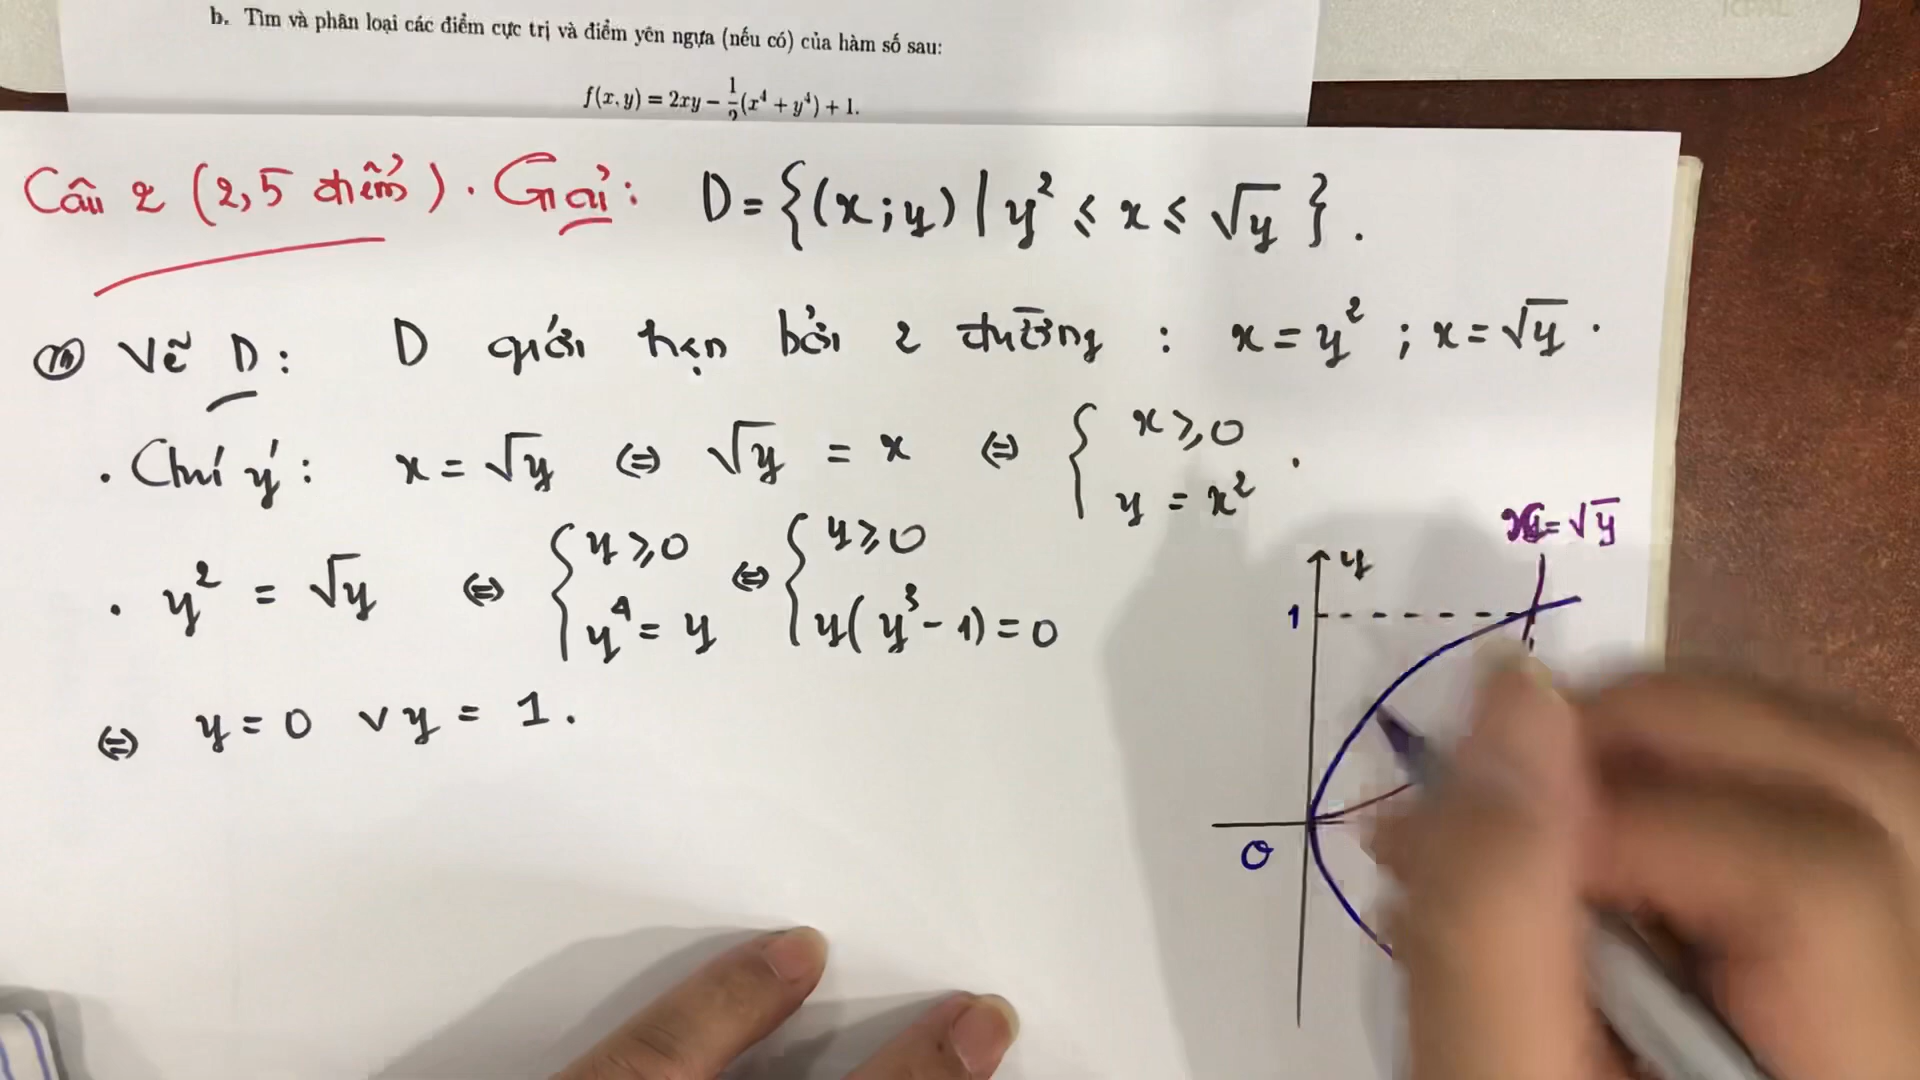 b. Tìm và phân loại các điểm cực trị và điểm yên ngựa (nếu có) của hàm số sau:
f(x, y) = 2xy − 1/2(x⁴ + y⁴) + 1.
Câu 2 (2,5 điểm). Giải: D = {(x; y) | y² ≤ x ≤ √y }.
Vẽ D: D giới hạn bởi 2 đường : x = y² ; x = √y .
. Chú ý: x = √y ⇔ √y = x ⇔ { x ≥ 0 ; y = x² .
. y² = √y ⇔ { y ≥ 0 ; y⁴ = y ⇔ { y ≥ 0 ; y(y³ − 1) = 0
⇔ y = 0 ∨ y = 1.
x = √y
y
1
O